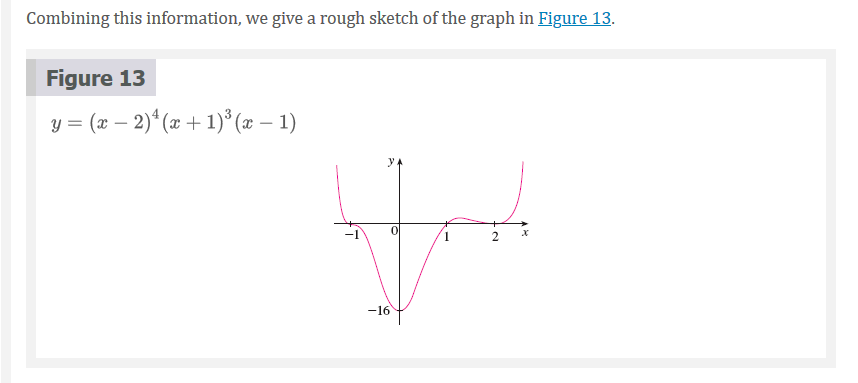 Combining this information, we give a rough sketch of the graph in Figure 13.
Figure 13
y = (x − 2)⁴(x + 1)³(x − 1)
y
−1 0 1 2 x
−16